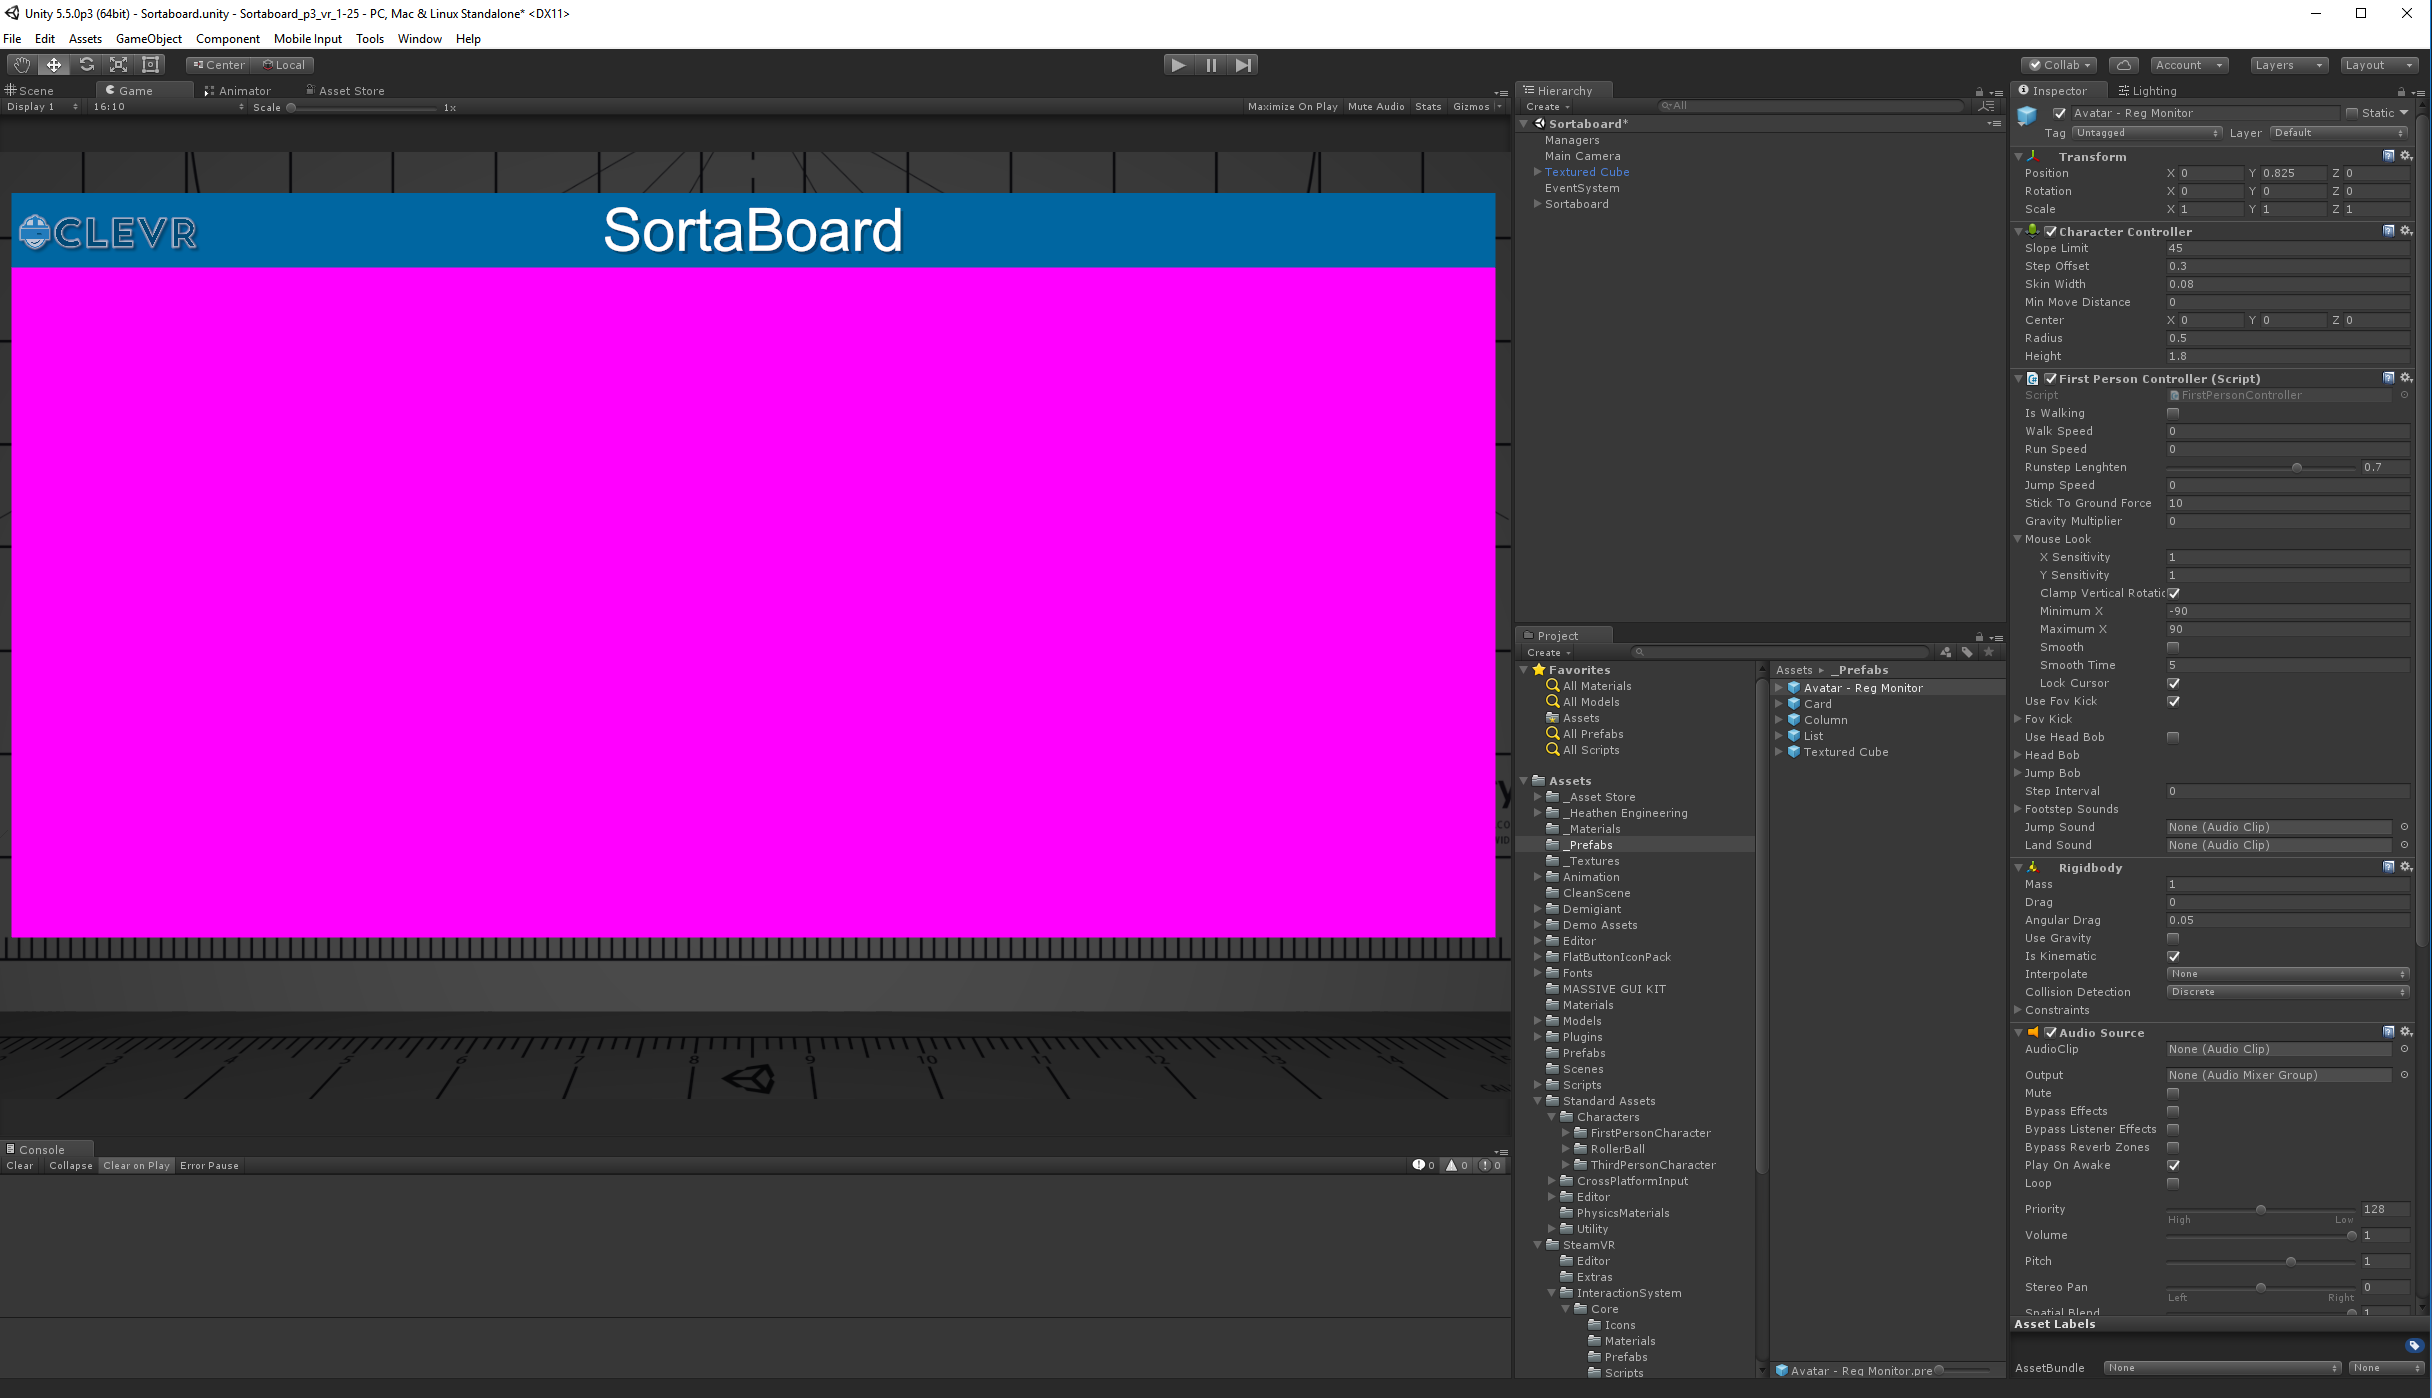 Unity 5.5.0p3 (64bit) - Sortaboard.unity - Sortaboard_p3_vr_1-25 - PC, Mac & Linux Standalone* <DX11>
File Edit Assets GameObject Component Mobile Input Tools Window Help
Center Local
Collab Account Layers Layout
Scene Game Animator Asset Store
Display 1 16:10 Scale 1x Maximize On Play Mute Audio Stats Gizmos
CLEVR SortaBoard
5 6 7 8 9 10 11 12 13 14
Console
Clear Collapse Clear on Play Error Pause 0 0 0
Hierarchy
Create All
Sortaboard*
Managers
Main Camera
Textured Cube
EventSystem
Sortaboard
Project
Create
Favorites
All Materials
All Models
Assets
All Prefabs
All Scripts
Assets
_Asset Store
_Heathen Engineering
_Materials
_Prefabs
_Textures
Animation
CleanScene
Demigiant
Demo Assets
Editor
FlatButtonIconPack
Fonts
MASSIVE GUI KIT
Materials
Models
Plugins
Prefabs
Scenes
Scripts
Standard Assets
Characters
FirstPersonCharacter
RollerBall
ThirdPersonCharacter
CrossPlatformInput
Editor
PhysicsMaterials
Utility
SteamVR
Editor
Extras
InteractionSystem
Core
Icons
Materials
Prefabs
Scripts
Assets _Prefabs
Avatar - Reg Monitor
Card
Column
List
Textured Cube
Avatar - Reg Monitor.pre
Inspector Lighting
Avatar - Reg Monitor Static
Tag Untagged Layer Default
Transform
Position X 0 Y 0.825 Z 0
Rotation X 0 Y 0 Z 0
Scale X 1 Y 1 Z 1
Character Controller
Slope Limit 45
Step Offset 0.3
Skin Width 0.08
Min Move Distance 0
Center X 0 Y 0 Z 0
Radius 0.5
Height 1.8
First Person Controller (Script)
Script FirstPersonController
Is Walking
Walk Speed 0
Run Speed 0
Runstep Lenghten 0.7
Jump Speed 0
Stick To Ground Force 10
Gravity Multiplier 0
Mouse Look
X Sensitivity 1
Y Sensitivity 1
Clamp Vertical Rotatic
Minimum X -90
Maximum X 90
Smooth
Smooth Time 5
Lock Cursor
Use Fov Kick
Fov Kick
Use Head Bob
Head Bob
Jump Bob
Step Interval 0
Footstep Sounds
Jump Sound None (Audio Clip)
Land Sound None (Audio Clip)
Rigidbody
Mass 1
Drag 0
Angular Drag 0.05
Use Gravity
Is Kinematic
Interpolate None
Collision Detection Discrete
Constraints
Audio Source
AudioClip None (Audio Clip)
Output None (Audio Mixer Group)
Mute
Bypass Effects
Bypass Listener Effects
Bypass Reverb Zones
Play On Awake
Loop
Priority 128
High Low
Volume 1
Pitch 1
Stereo Pan 0
Left Right
Spatial Blend 1
Asset Labels
AssetBundle None None